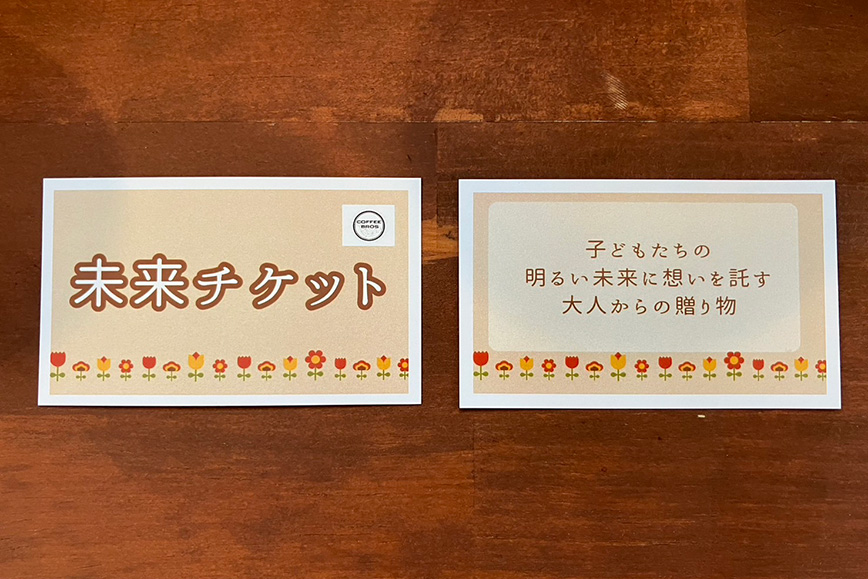 COFFEE
BROS
未来チケット
子どもたちの
明るい未来に想いを託す
大人からの贈り物